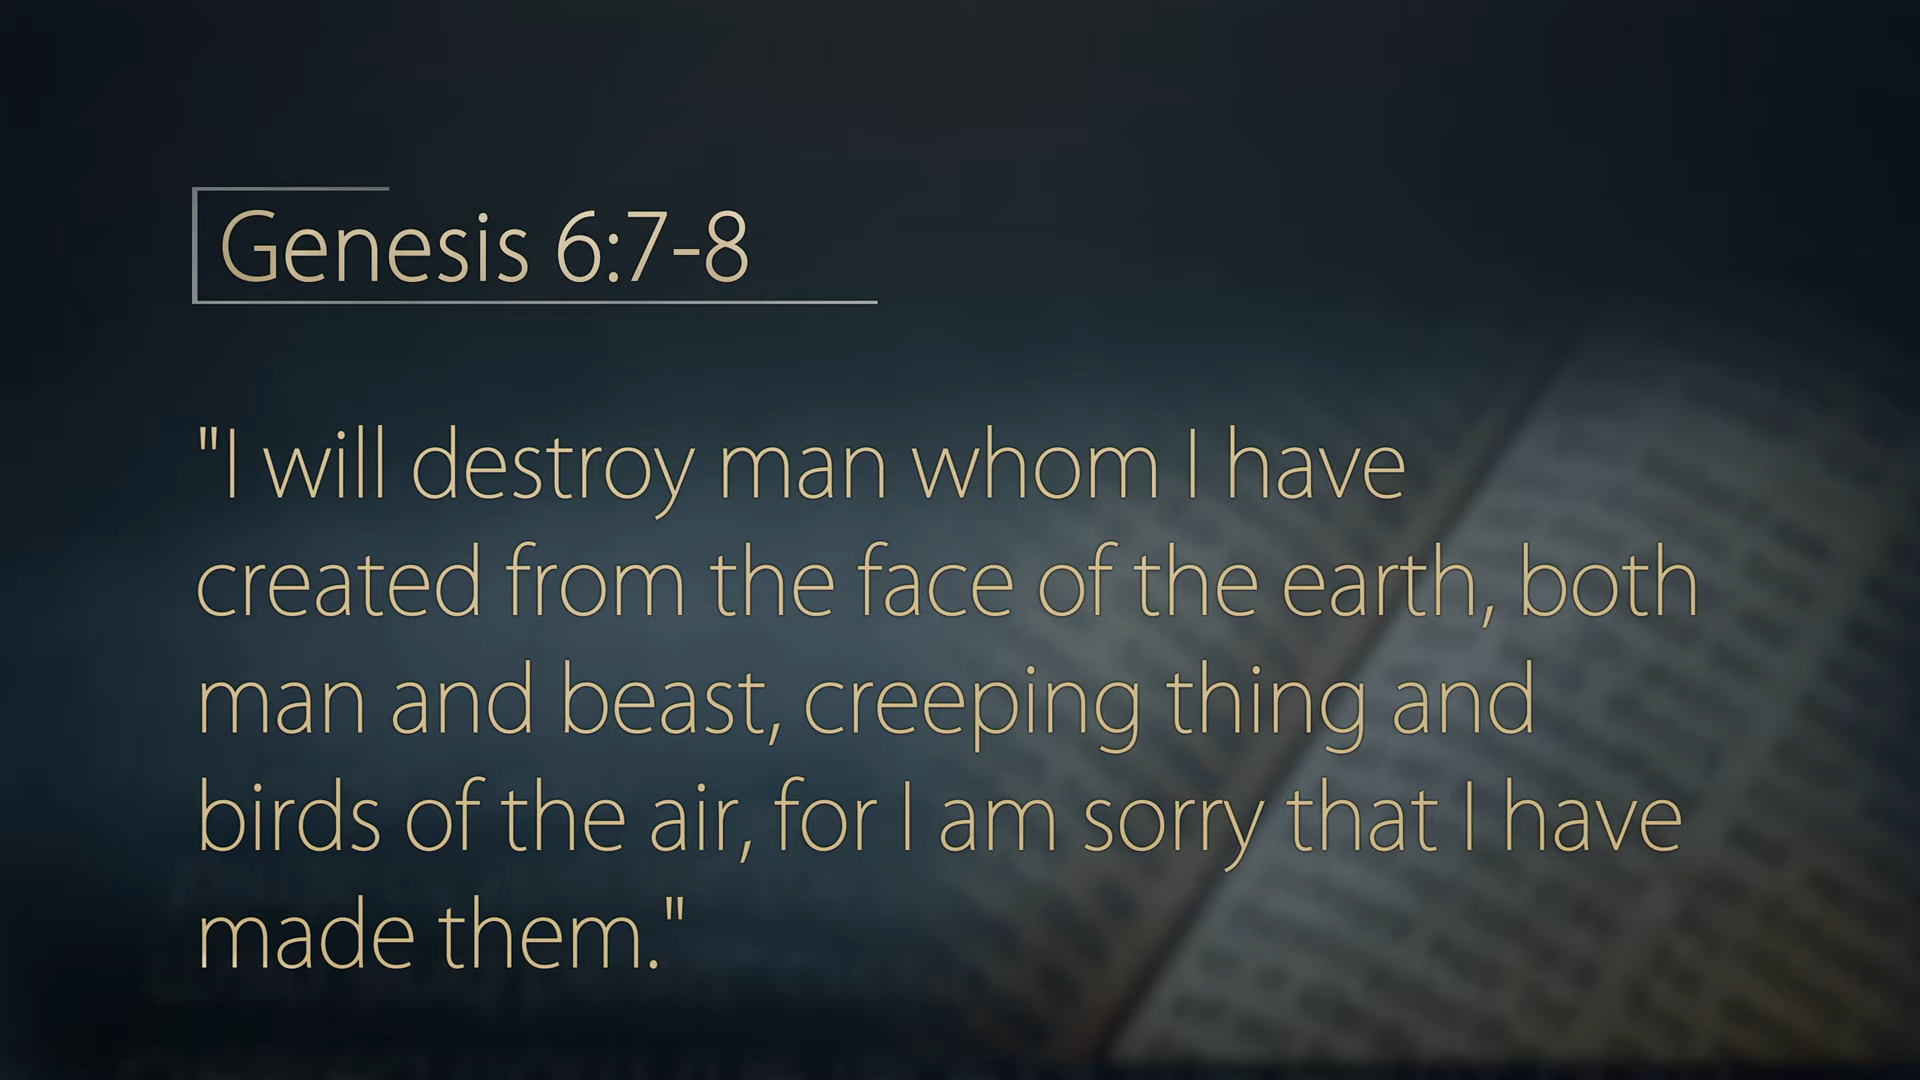 Genesis 6:7-8
"I will destroy man whom I have
created from the face of the earth, both
man and beast, creeping thing and
birds of the air, for I am sorry that I have
made them."